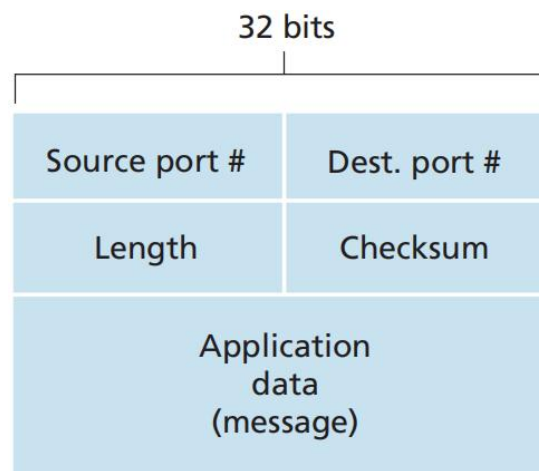 32 bits
Source port #
Dest. port #
Length
Checksum
Application
data
(message)